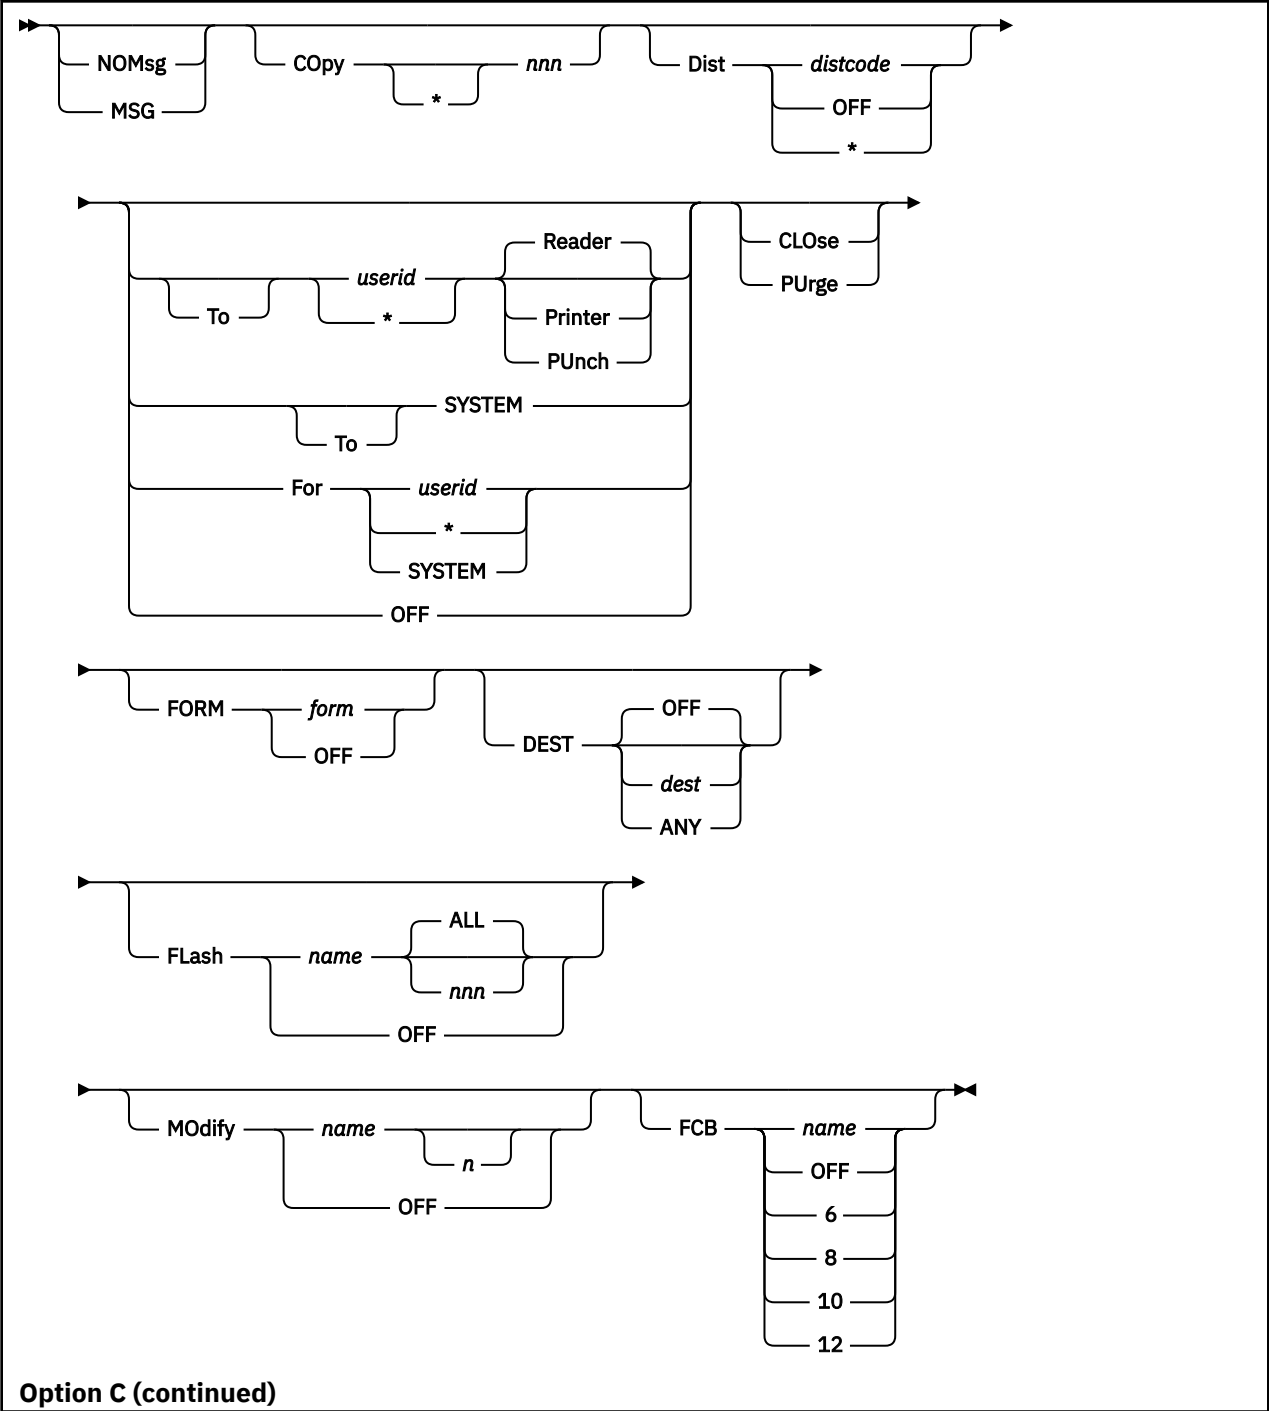 NOMsg COpy nnn Dist distcode
MSG * OFF
*
Reader CLOse
userid PUrge
To * Printer
PUnch
SYSTEM
To
For userid
*
SYSTEM
OFF
FORM form OFF
OFF DEST dest
ANY
ALL
FLash name nnn
OFF
MOdify name FCB name
n OFF
OFF 6
8
10
12
Option C (continued)